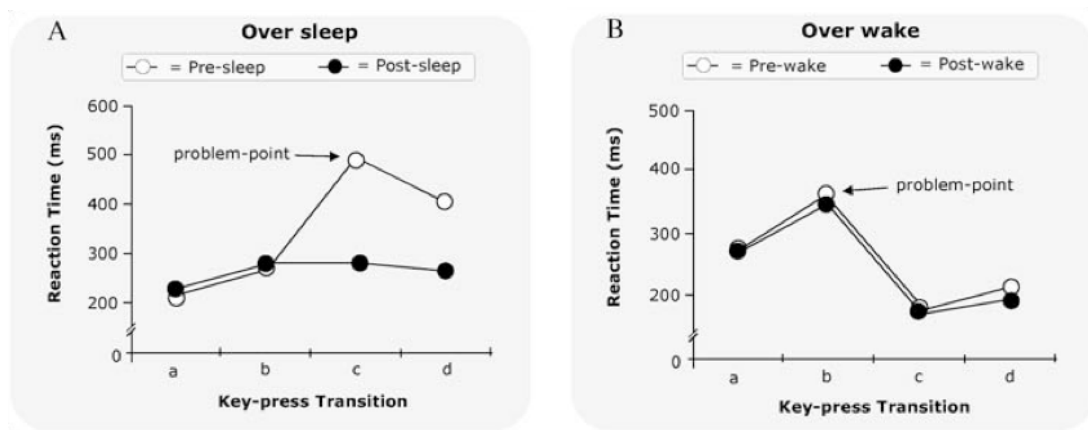 A
Over sleep
= Pre-sleep
= Post-sleep
600
500
400
300
200
0
Reaction Time (ms)
problem-point
a b c d
Key-press Transition
B
Over wake
= Pre-wake
= Post-wake
500
400
300
200
0
Reaction Time (ms)
problem-point
a b c d
Key-press Transition